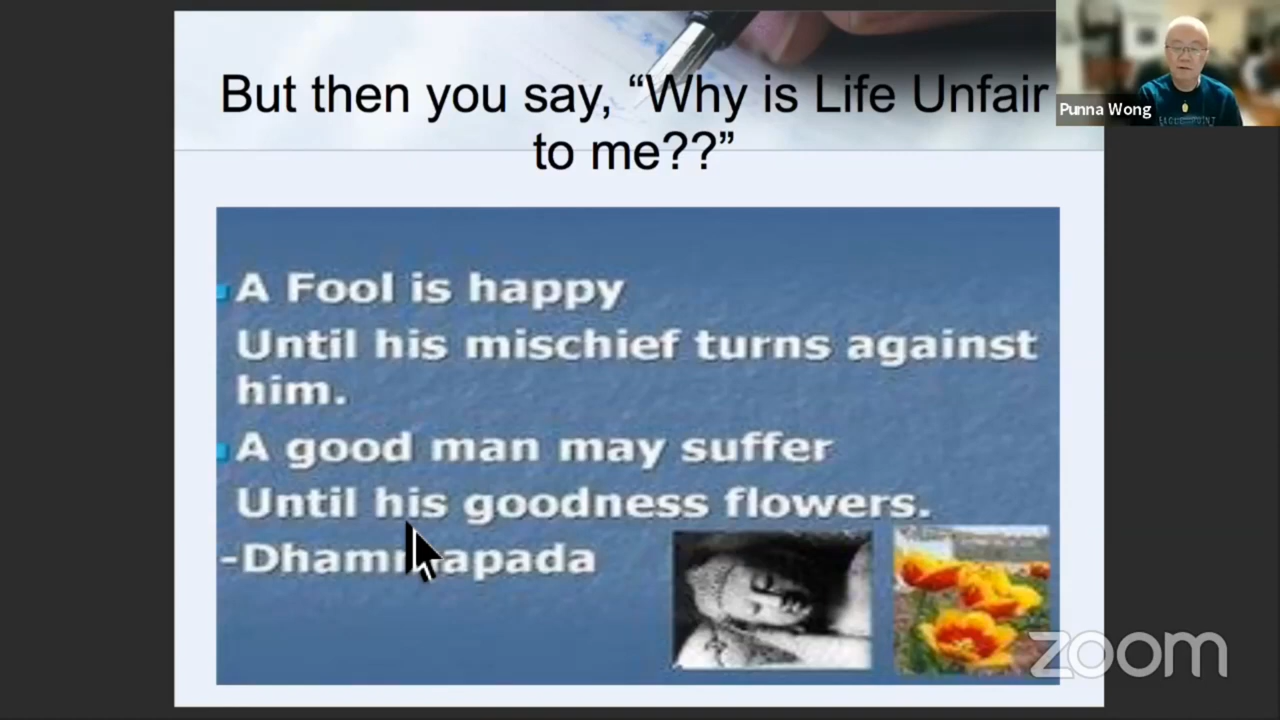 But then you say, “Why is Life Unfair
to me??”
Punna Wong
A Fool is happy
Until his mischief turns against
him.
A good man may suffer
Until his goodness flowers.
zoom